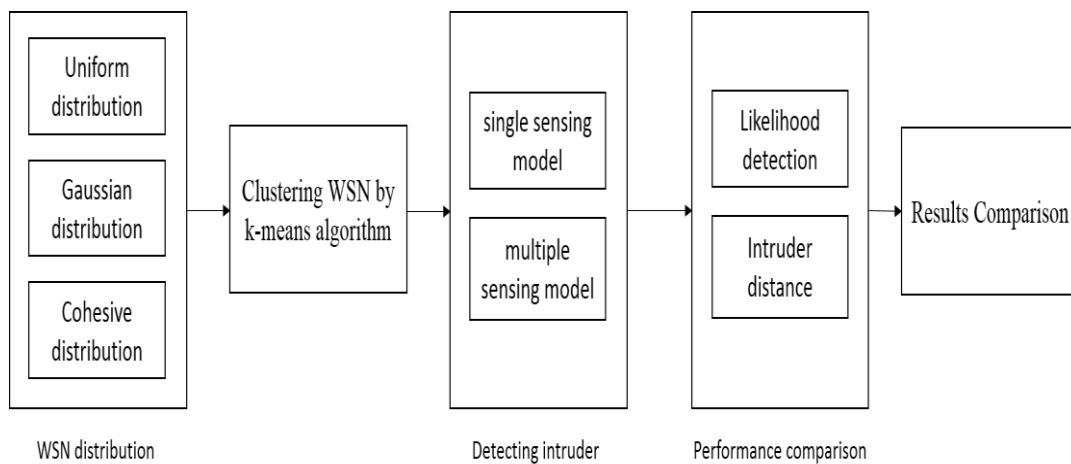 Uniform
distribution
Gaussian
distribution
Cohesive
distribution
WSN distribution
Clustering WSN by
k-means algorithm
single sensing
model
multiple
sensing model
Detecting intruder
Likelihood
detection
Intruder
distance
Performance comparison
Results Comparison